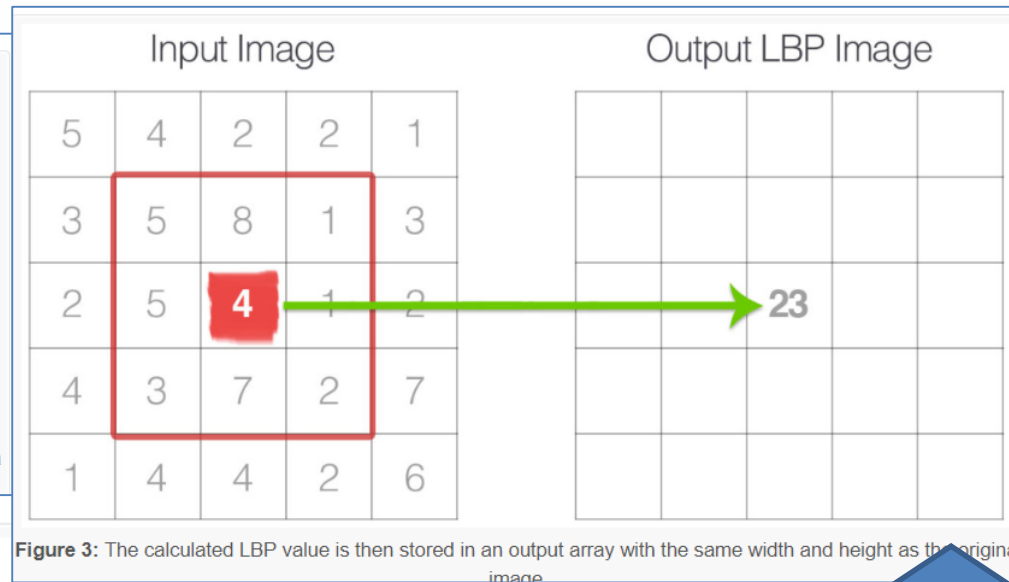 Input Image Output LBP Image
5 4 2 2 1
3 5 8 1 3
2 5 4 1 2 23
4 3 7 2 7
1 4 4 2 6
Figure 3: The calculated LBP value is then stored in an output array with the same width and height as the origina
image